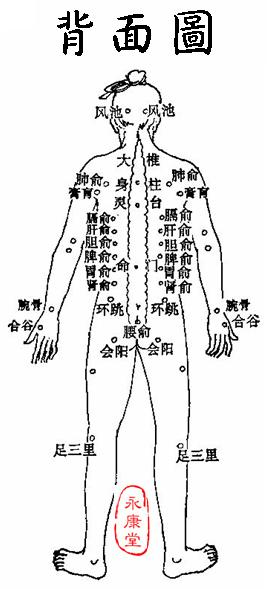 背面圖
风池 风池
大椎
肺俞 身柱 肺俞
膏肓 灵台 膏肓
膈俞 膈俞
肝俞 肝俞
胆俞 胆俞
脾俞 脾俞
胃俞 命门 胃俞
肾俞 肾俞
腕骨 环跳 环跳 腕骨
合谷 腰俞 合谷
会阳 会阳
足三里 足三里
永康堂